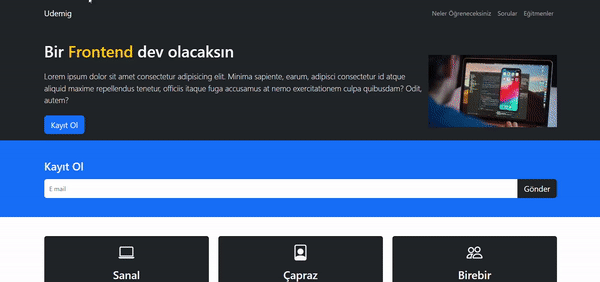 Udemig
Neler Öğreneceksiniz Sorular Eğitmenler
Bir Frontend dev olacaksın
Lorem ipsum dolor sit amet consectetur adipisicing elit. Minima sapiente, earum, adipisci consectetur id atque
aliquid maxime repellendus tenetur, officiis itaque fuga accusamus at nemo exercitationem culpa quibusdam? Odit,
autem?
Kayıt Ol
Kayıt Ol
E mail
Gönder
Sanal
Çapraz
Birebir